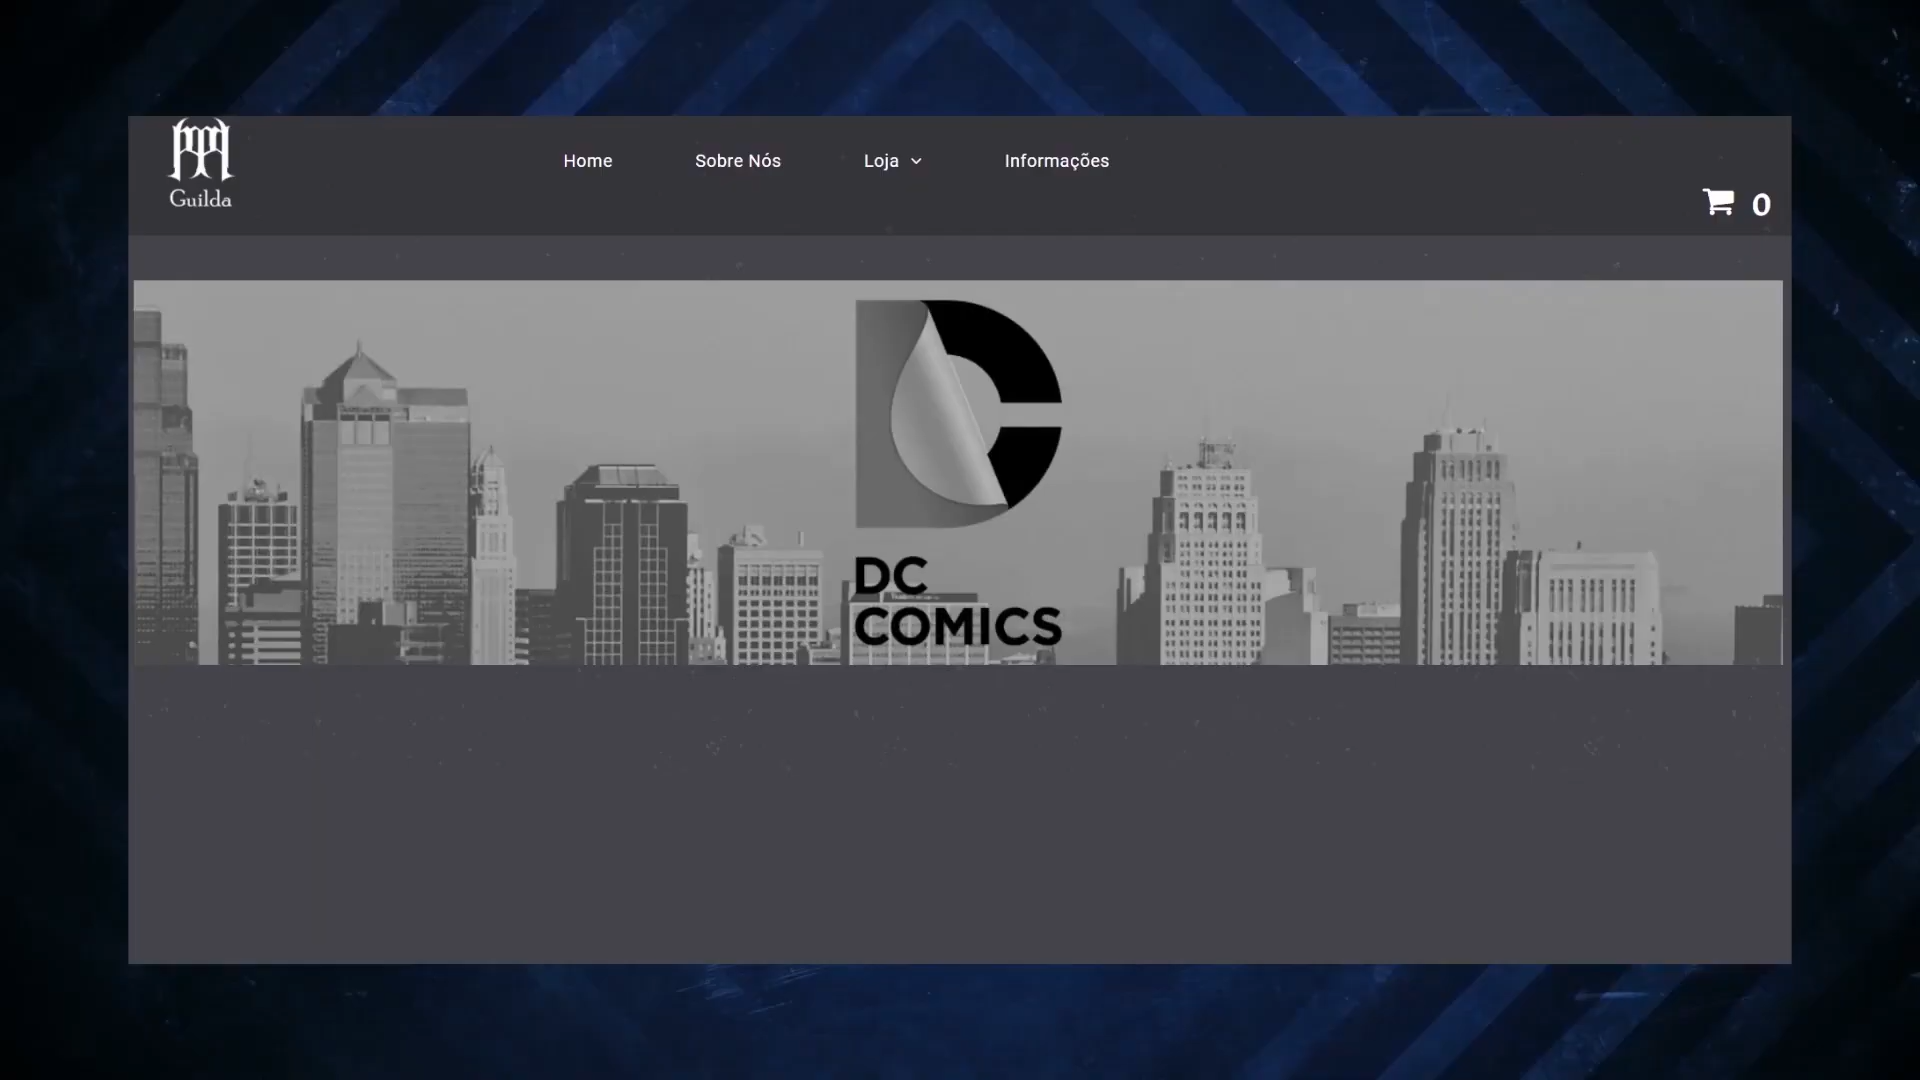 Guilda
Home
Sobre Nós
Loja
Informações
0
DC
COMICS